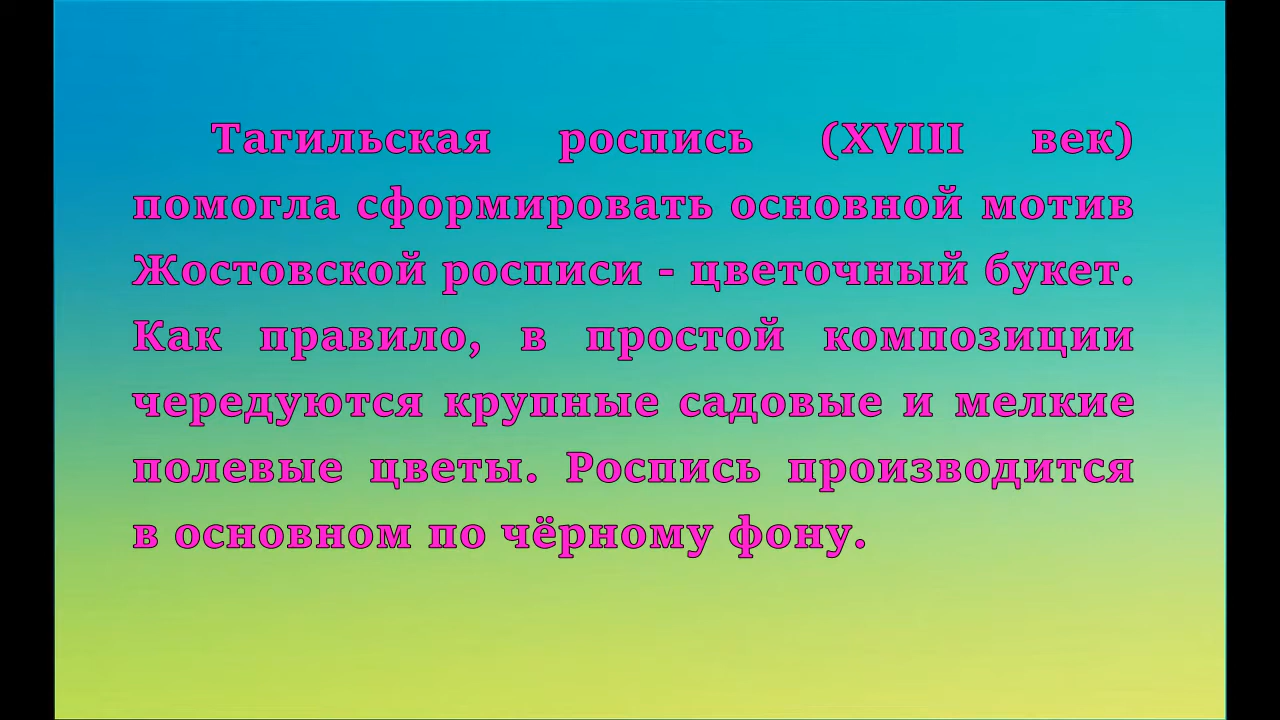 Тагильская роспись (XVIII век)
помогла сформировать основной мотив
Жостовской росписи - цветочный букет.
Как правило, в простой композиции
чередуются крупные садовые и мелкие
полевые цветы. Роспись производится
в основном по чёрному фону.